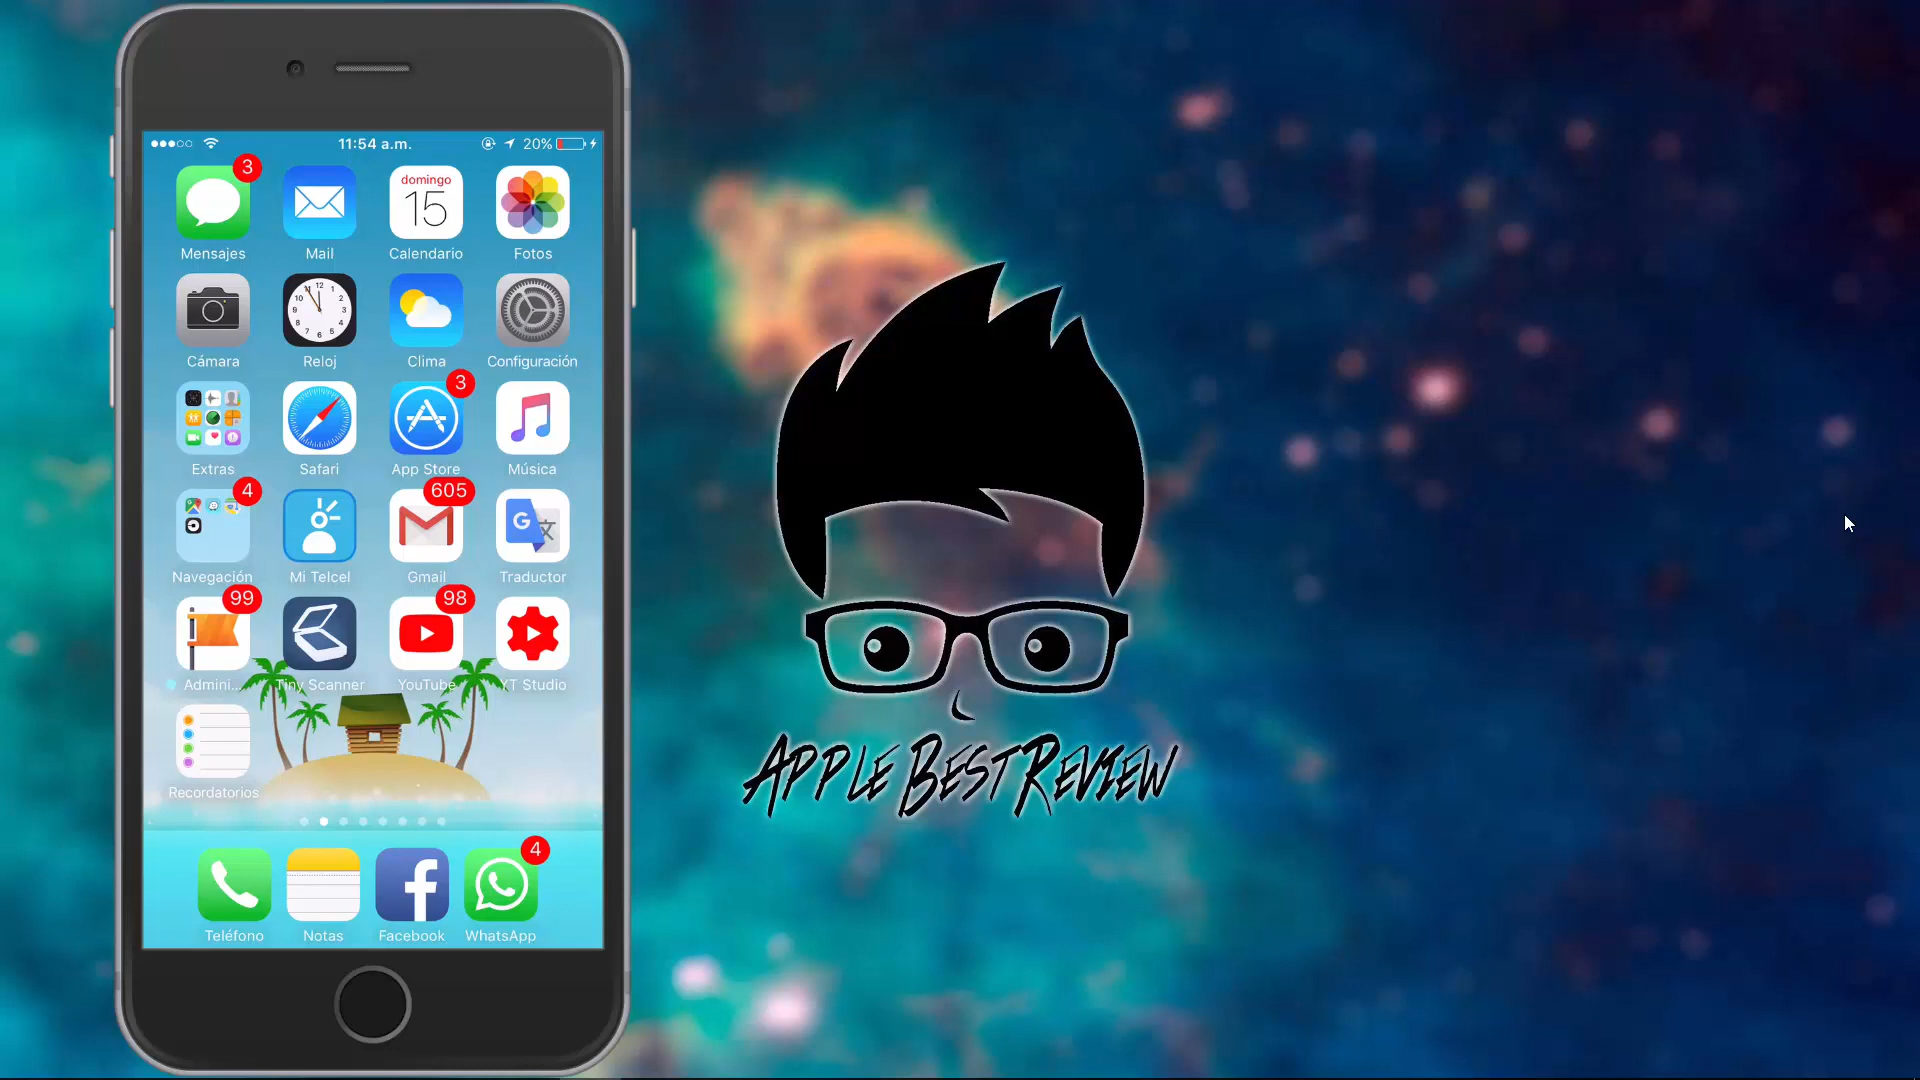 11:54 a.m.
20%
3
domingo
15
Mensajes
Mail
Calendario
Fotos
Cámara
Reloj
Clima
Configuración
3
Extras
Safari
App Store
Música
4
605
Navegación
Mi Telcel
Gmail
Traductor
99
98
Admini...
Tiny Scanner
YouTube
YT Studio
Recordatorios
4
Teléfono
Notas
Facebook
WhatsApp
APPLE BEST REVIEW